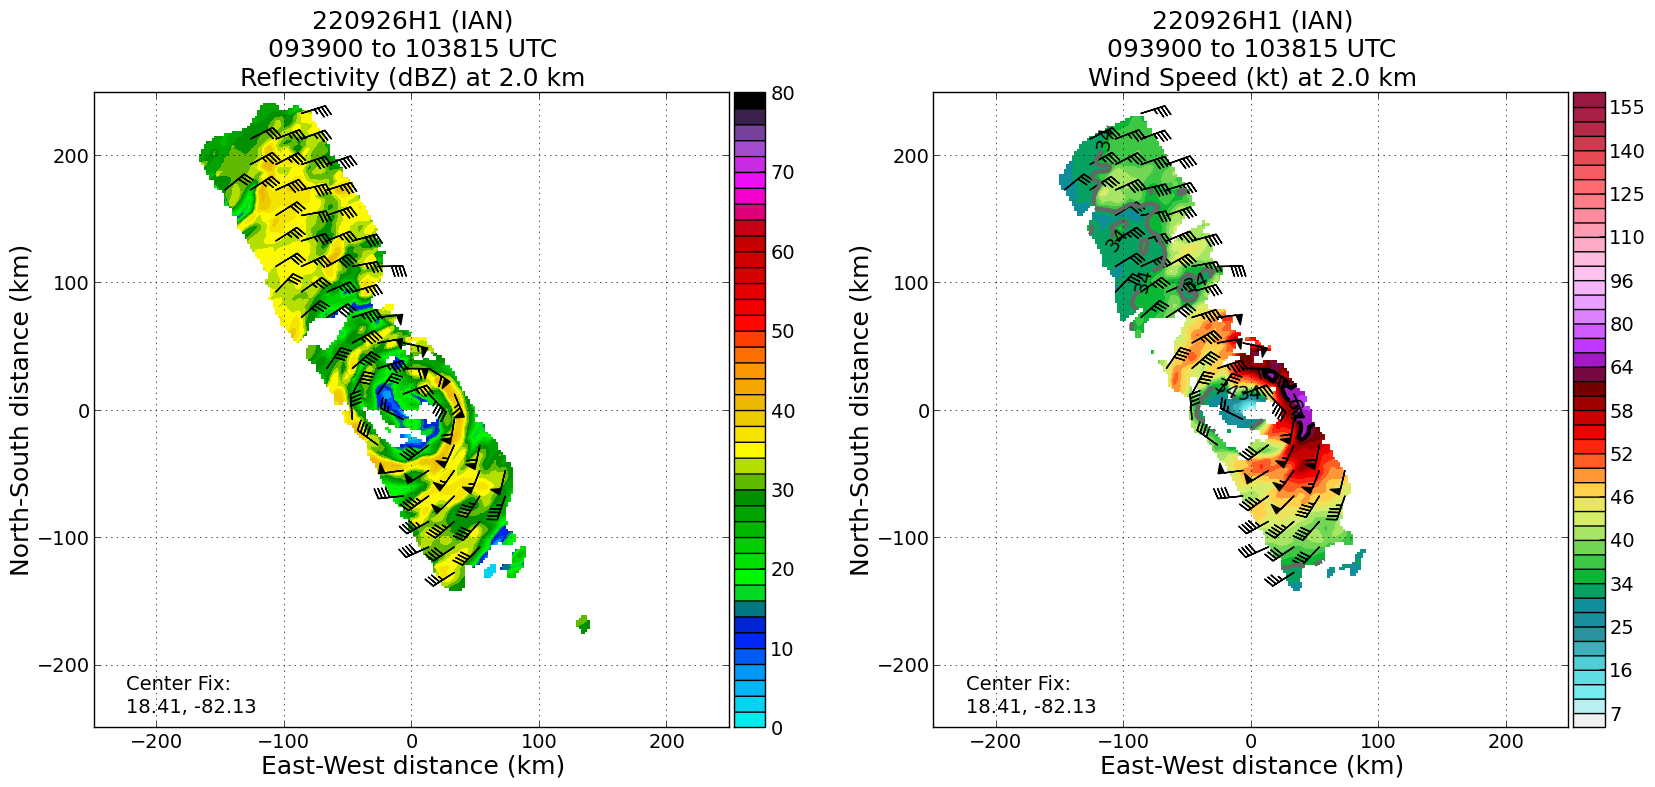 220926H1 (IAN)
093900 to 103815 UTC
Reflectivity (dBZ) at 2.0 km
North-South distance (km)
200
100
0
−100
−200
Center Fix:
18.41, -82.13
−200 −100 0 100 200
East-West distance (km)
80
70
60
50
40
30
20
10
0
220926H1 (IAN)
093900 to 103815 UTC
Wind Speed (kt) at 2.0 km
North-South distance (km)
200
100
0
−100
−200
34
34
34
34
34
Center Fix:
18.41, -82.13
−200 −100 0 100 200
East-West distance (km)
155
140
125
110
96
80
64
58
52
46
40
34
25
16
7